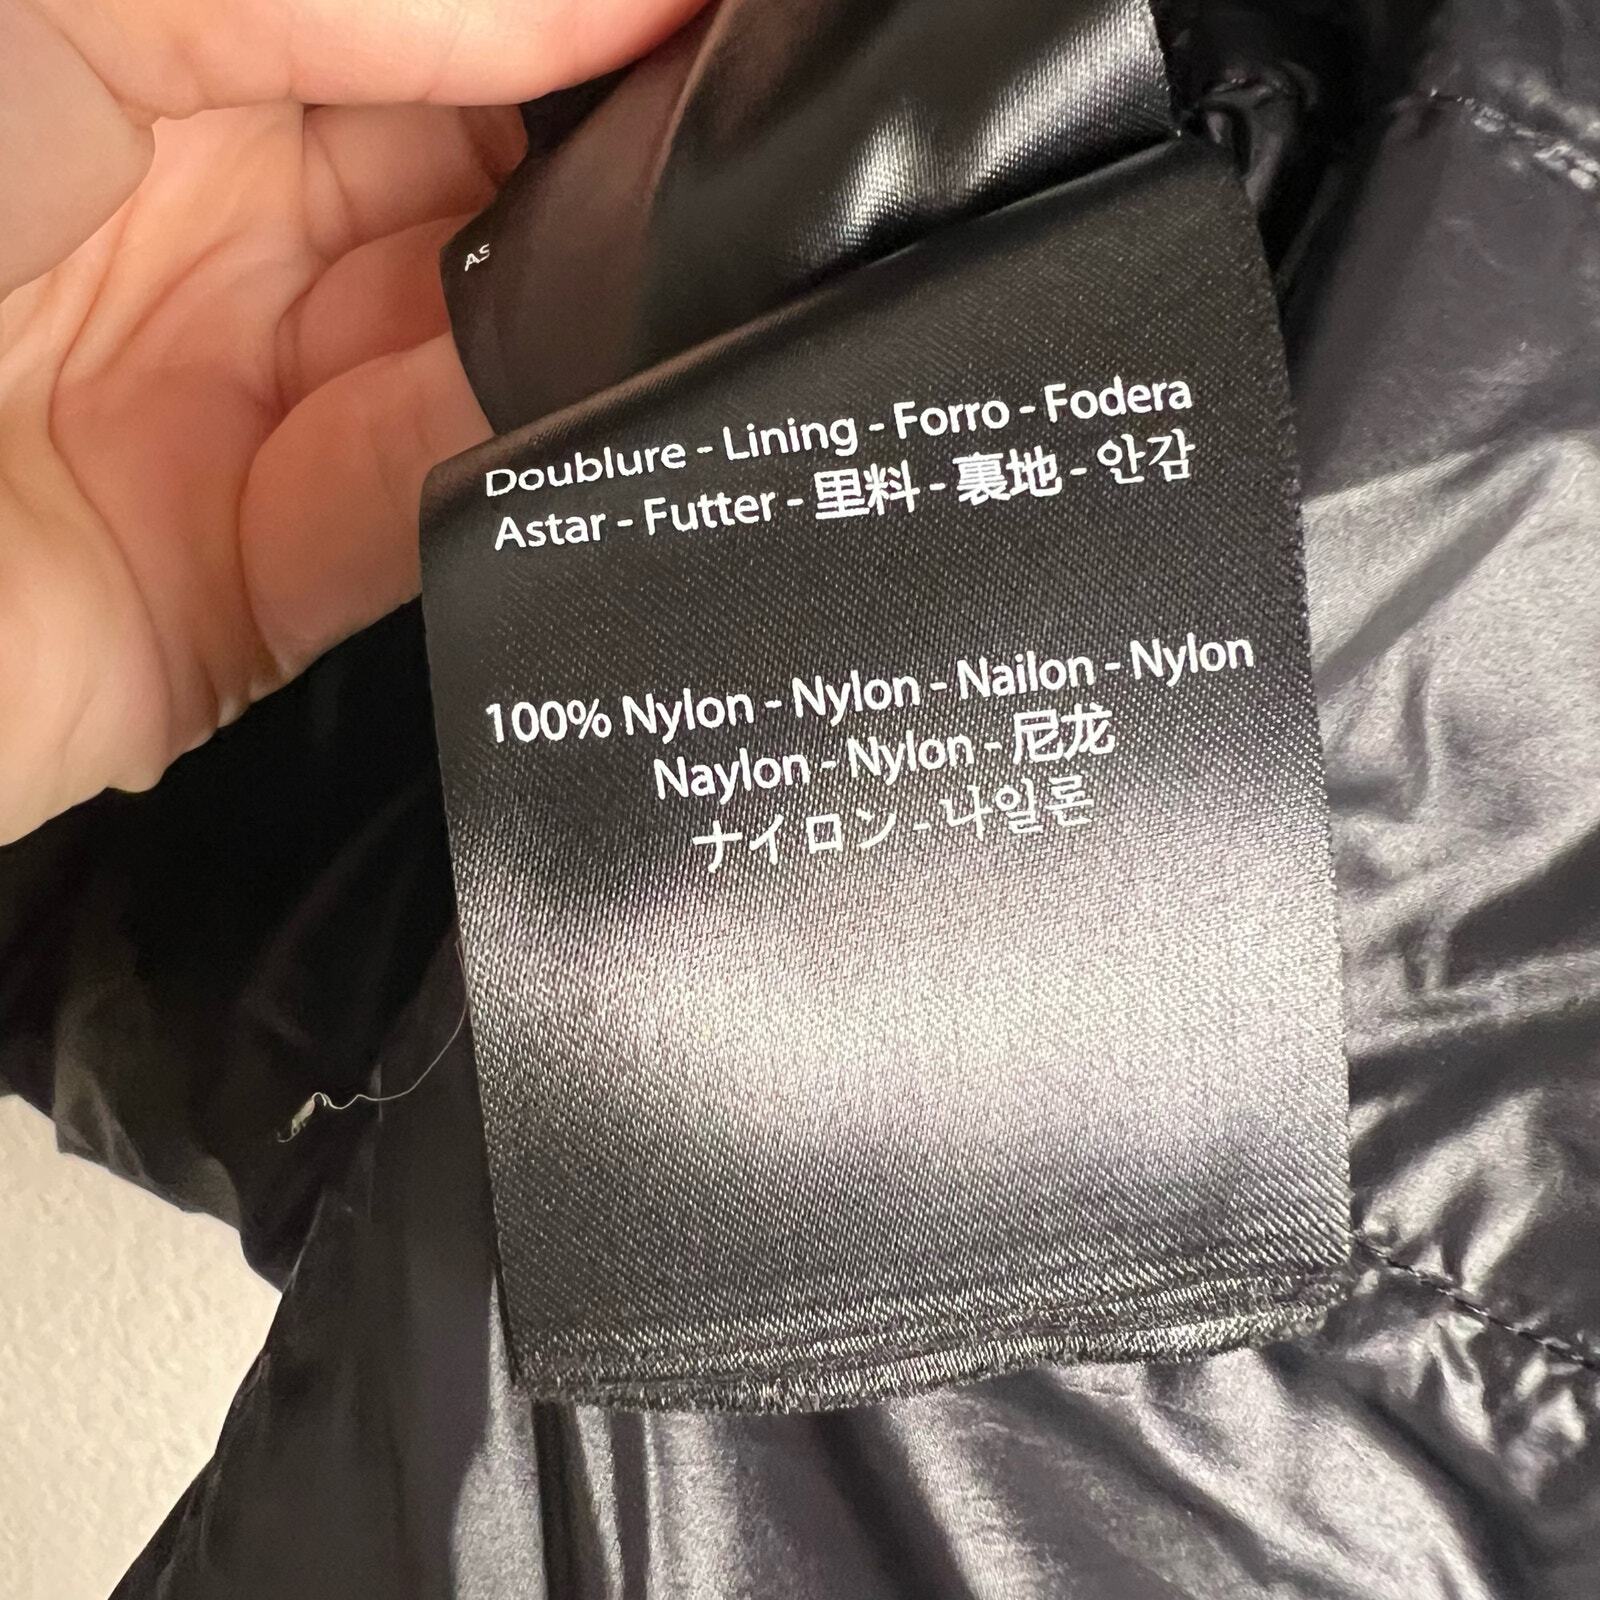 AS
Doublure - Lining - Forro - Fodera
Astar - Futter - 里料 - 裏地 - 안감
100% Nylon - Nylon - Nailon - Nylon
Naylon - Nylon - 尼龙
ナイロン - 나일론